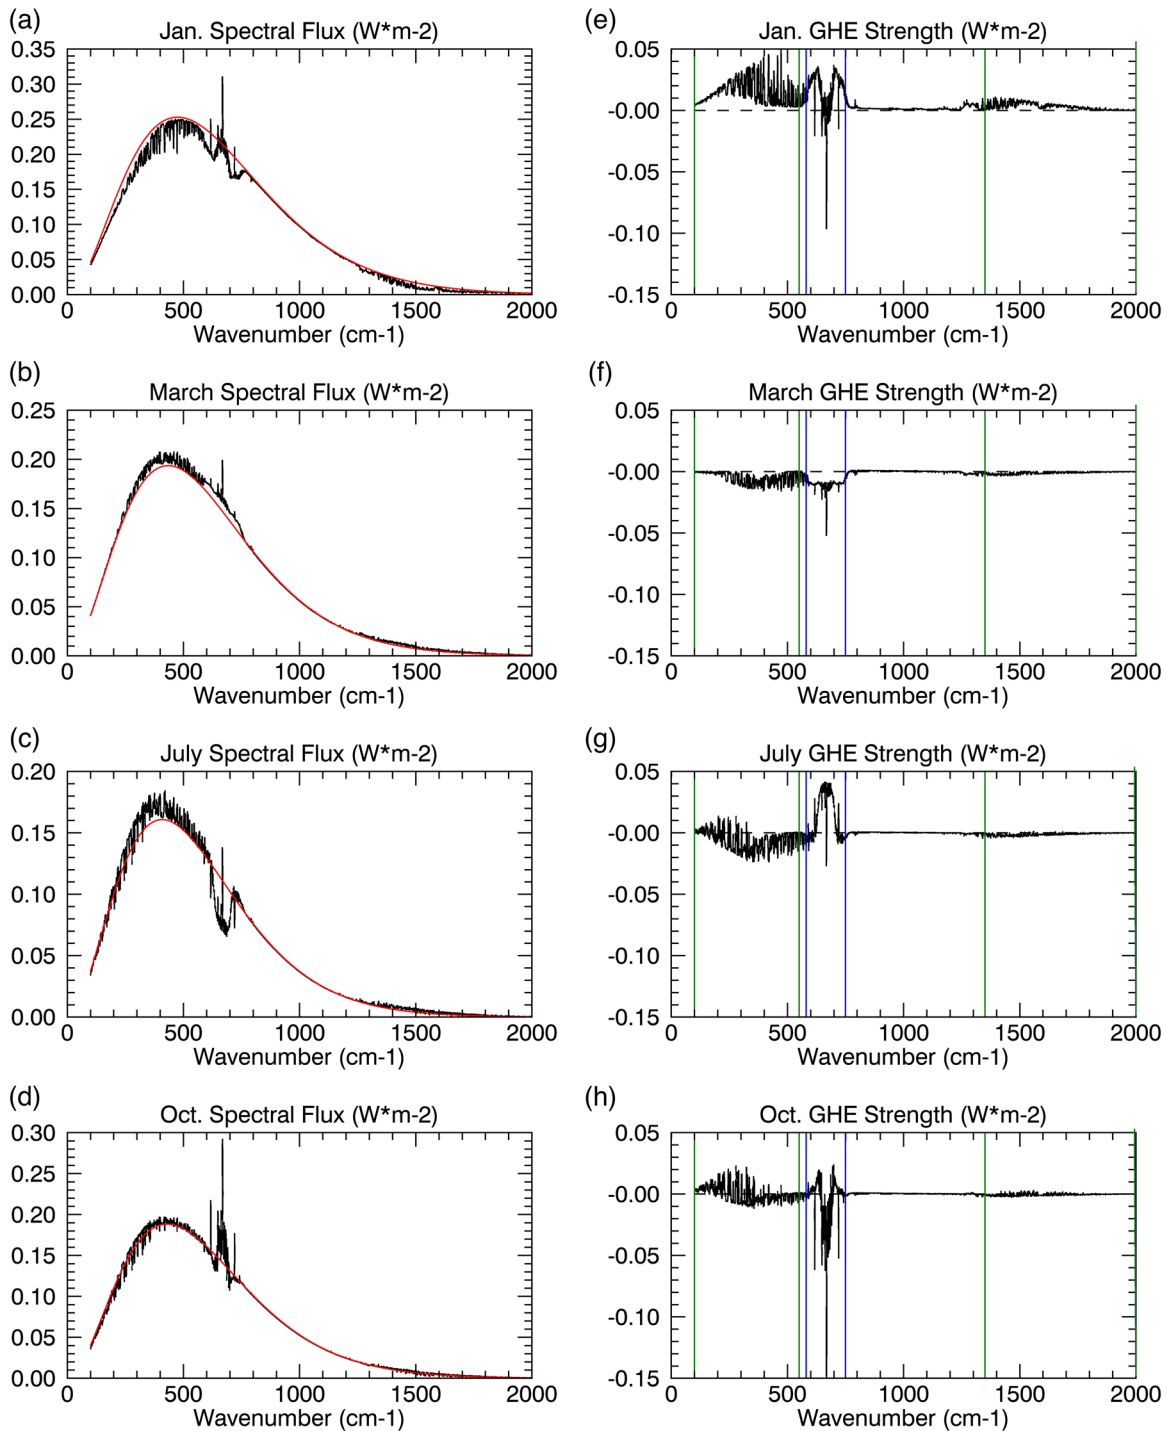 (a)
Jan. Spectral Flux (W*m-2)
0.35
0.30
0.25
0.20
0.15
0.10
0.05
0.00
0 500 1000 1500 2000
Wavenumber (cm-1)
(e)
Jan. GHE Strength (W*m-2)
0.05
-0.00
-0.05
-0.10
-0.15
0 500 1000 1500 2000
Wavenumber (cm-1)
(b)
March Spectral Flux (W*m-2)
0.25
0.20
0.15
0.10
0.05
0.00
0 500 1000 1500 2000
Wavenumber (cm-1)
(f)
March GHE Strength (W*m-2)
0.05
-0.00
-0.05
-0.10
-0.15
0 500 1000 1500 2000
Wavenumber (cm-1)
(c)
July Spectral Flux (W*m-2)
0.20
0.15
0.10
0.05
0.00
0 500 1000 1500 2000
Wavenumber (cm-1)
(g)
July GHE Strength (W*m-2)
0.05
-0.00
-0.05
-0.10
-0.15
0 500 1000 1500 2000
Wavenumber (cm-1)
(d)
Oct. Spectral Flux (W*m-2)
0.30
0.25
0.20
0.15
0.10
0.05
0.00
0 500 1000 1500 2000
Wavenumber (cm-1)
(h)
Oct. GHE Strength (W*m-2)
0.05
-0.00
-0.05
-0.10
-0.15
0 500 1000 1500 2000
Wavenumber (cm-1)